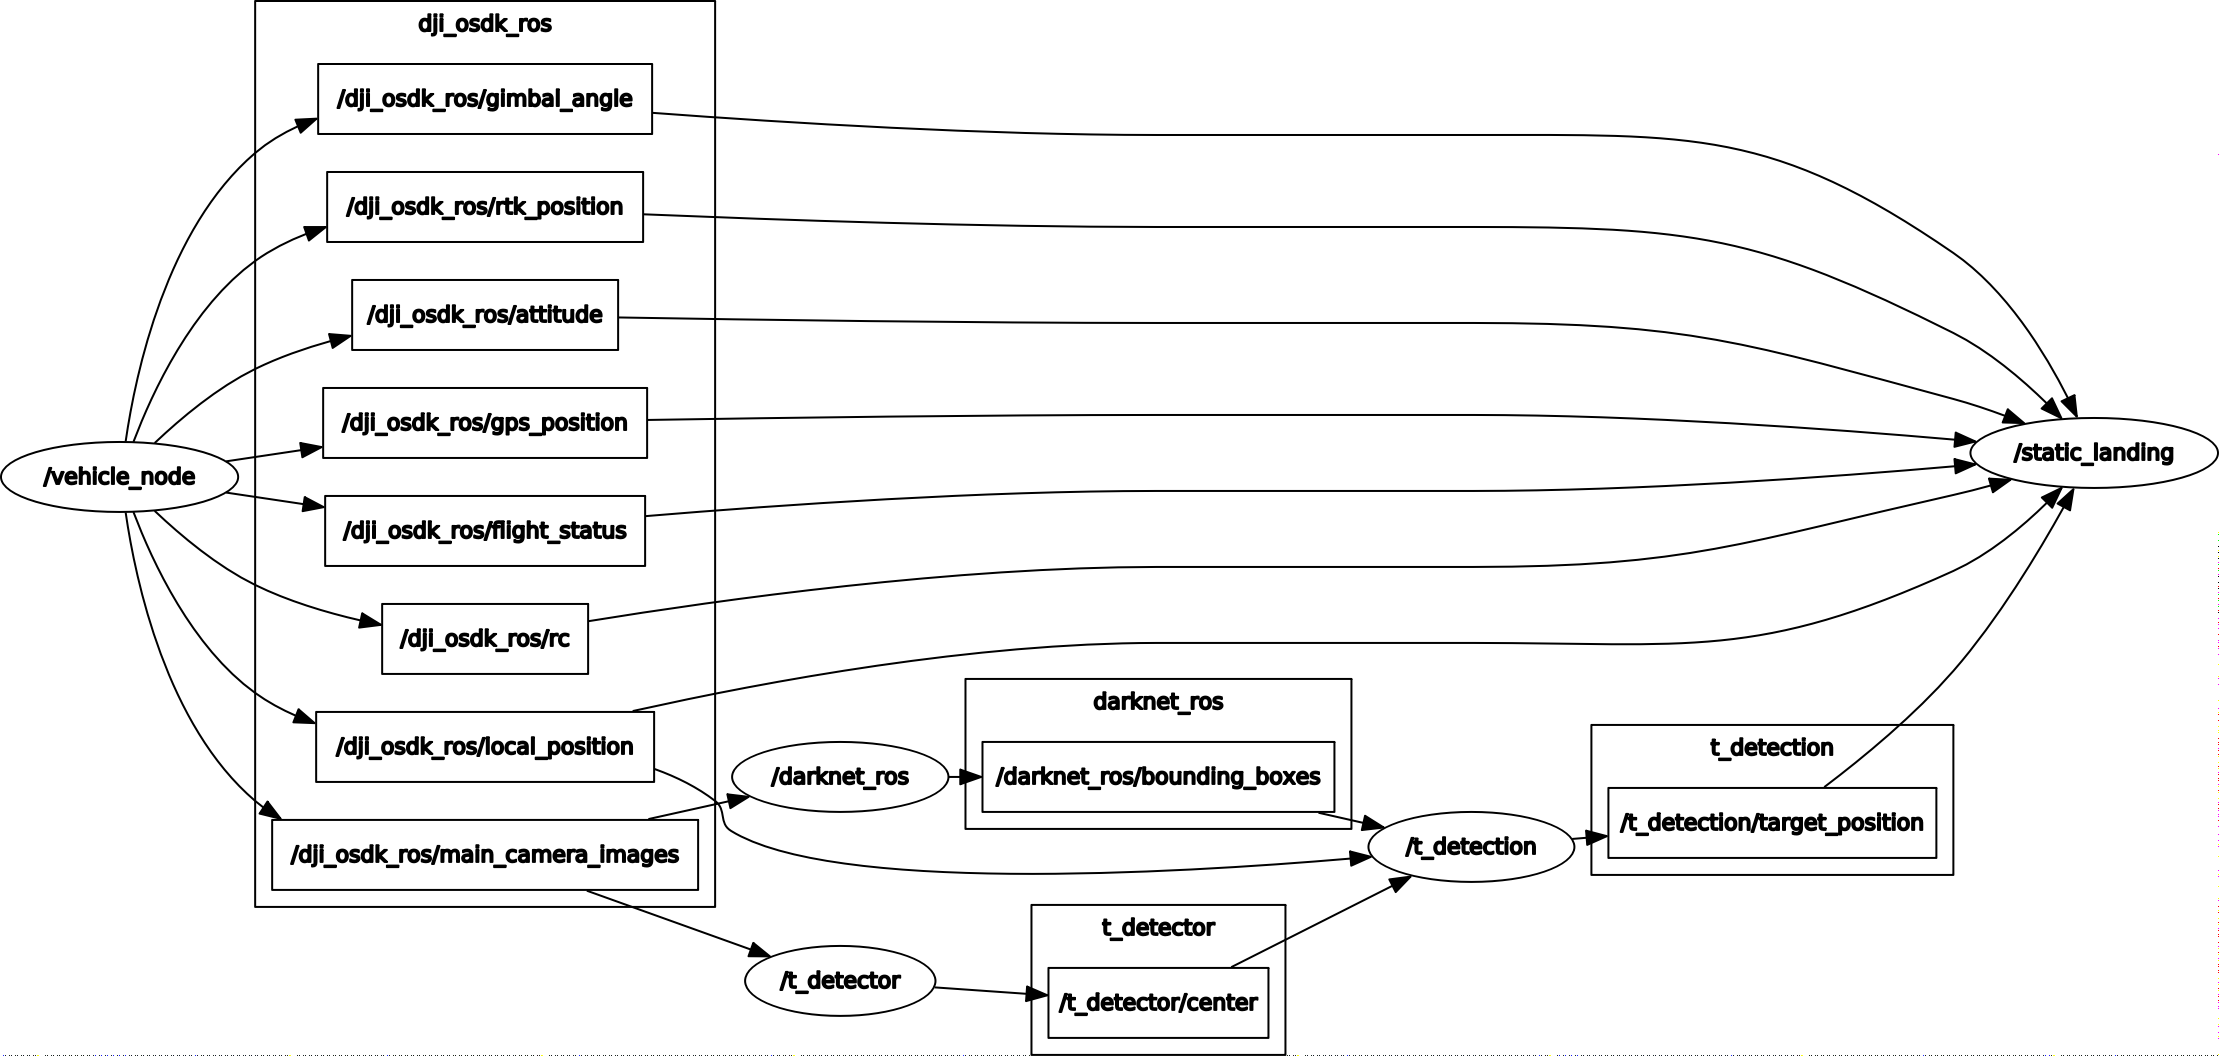 dji_osdk_ros
/dji_osdk_ros/gimbal_angle
/dji_osdk_ros/rtk_position
/dji_osdk_ros/attitude
/dji_osdk_ros/gps_position
/vehicle_node
/static_landing
/dji_osdk_ros/flight_status
/dji_osdk_ros/rc
/dji_osdk_ros/local_position
/dji_osdk_ros/main_camera_images
/darknet_ros
darknet_ros
/darknet_ros/bounding_boxes
/t_detection
t_detection
/t_detection/target_position
/t_detector
t_detector
/t_detector/center